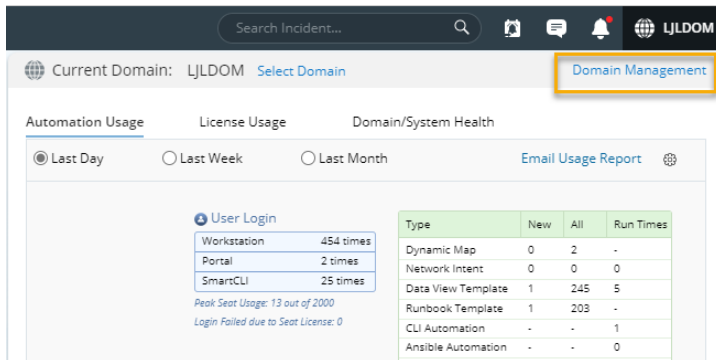 Search Incident...
LJLDOM
Current Domain: LJLDOM Select Domain
Domain Management
Automation Usage License Usage Domain/System Health
Last Day Last Week Last Month Email Usage Report
User Login
Workstation 454 times
Portal 2 times
SmartCLI 25 times
Peak Seat Usage: 13 out of 2000
Login Failed due to Seat License: 0
Type New All Run Times
Dynamic Map 0 2 -
Network Intent 0 0 0
Data View Template 1 245 5
Runbook Template 1 203 -
CLI Automation - - 1
Ansible Automation - - 0